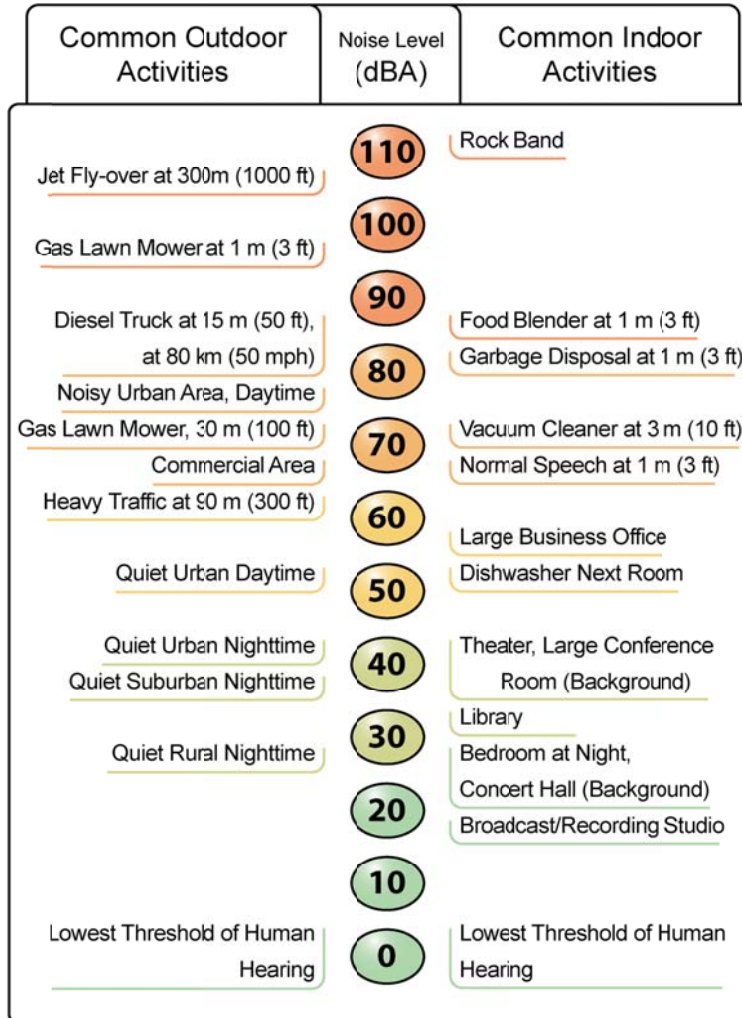 Common Outdoor
Activities
Noise Level
(dBA)
Common Indoor
Activities
110
Rock Band
Jet Fly-over at 300m (1000 ft)
100
Gas Lawn Mower at 1 m (3 ft)
90
Diesel Truck at 15 m (50 ft),
Food Blender at 1 m (3 ft)
at 80 km (50 mph)
80
Garbage Disposal at 1 m (3 ft)
Noisy Urban Area, Daytime
Gas Lawn Mower, 30 m (100 ft)
70
Vacuum Cleaner at 3 m (10 ft)
Commercial Area
Normal Speech at 1 m (3 ft)
Heavy Traffic at 90 m (300 ft)
60
Large Business Office
Quiet Urban Daytime
50
Dishwasher Next Room
Quiet Urban Nighttime
40
Theater, Large Conference
Quiet Suburban Nighttime
Room (Background)
Library
30
Quiet Rural Nighttime
Bedroom at Night,
Concert Hall (Background)
20
Broadcast/Recording Studio
10
Lowest Threshold of Human
Hearing
0
Lowest Threshold of Human
Hearing